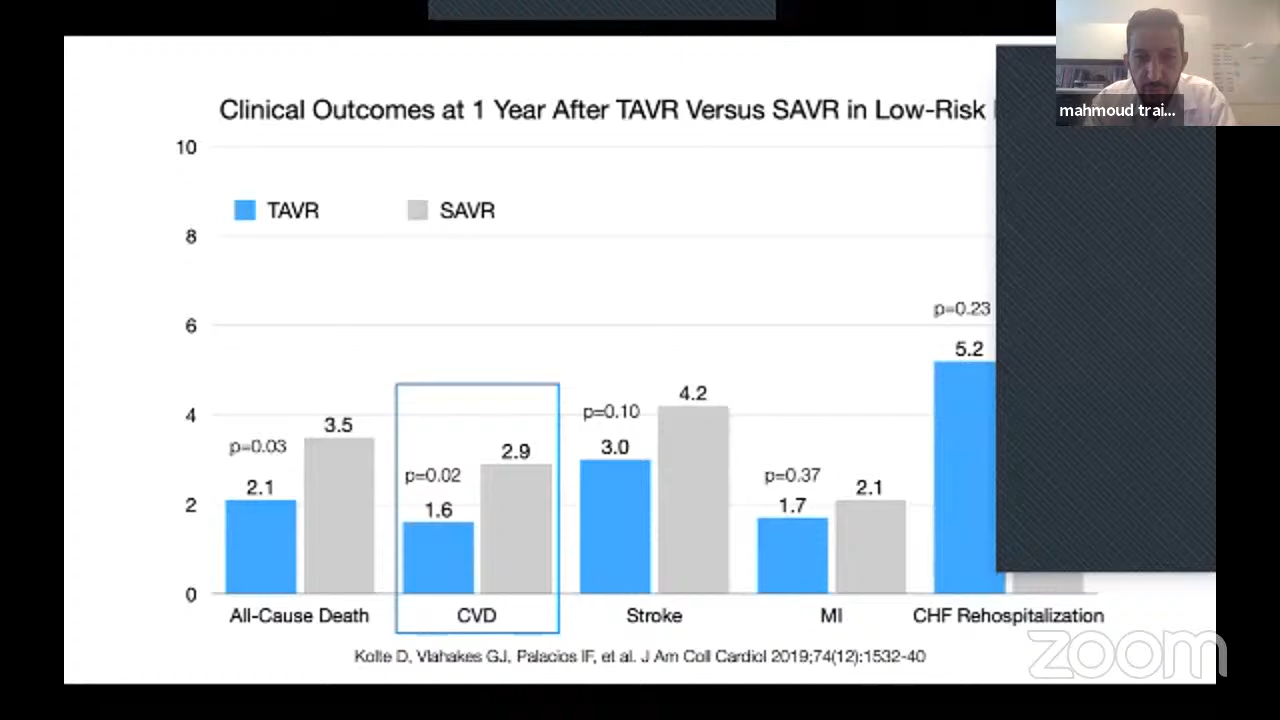 mahmoud trai...
Clinical Outcomes at 1 Year After TAVR Versus SAVR in Low-Risk
10
TAVR SAVR
8
6
p=0.23
5.2
4
p=0.03
2.1
3.5
p=0.02
1.6
2.9
p=0.10
3.0
4.2
p=0.37
1.7
2.1
2
0
All-Cause Death CVD Stroke MI CHF Rehospitalization
Kolte D, Vlahakes GJ, Palacios IF, et al. J Am Coll Cardiol 2019;74(12):1532-40
zoom